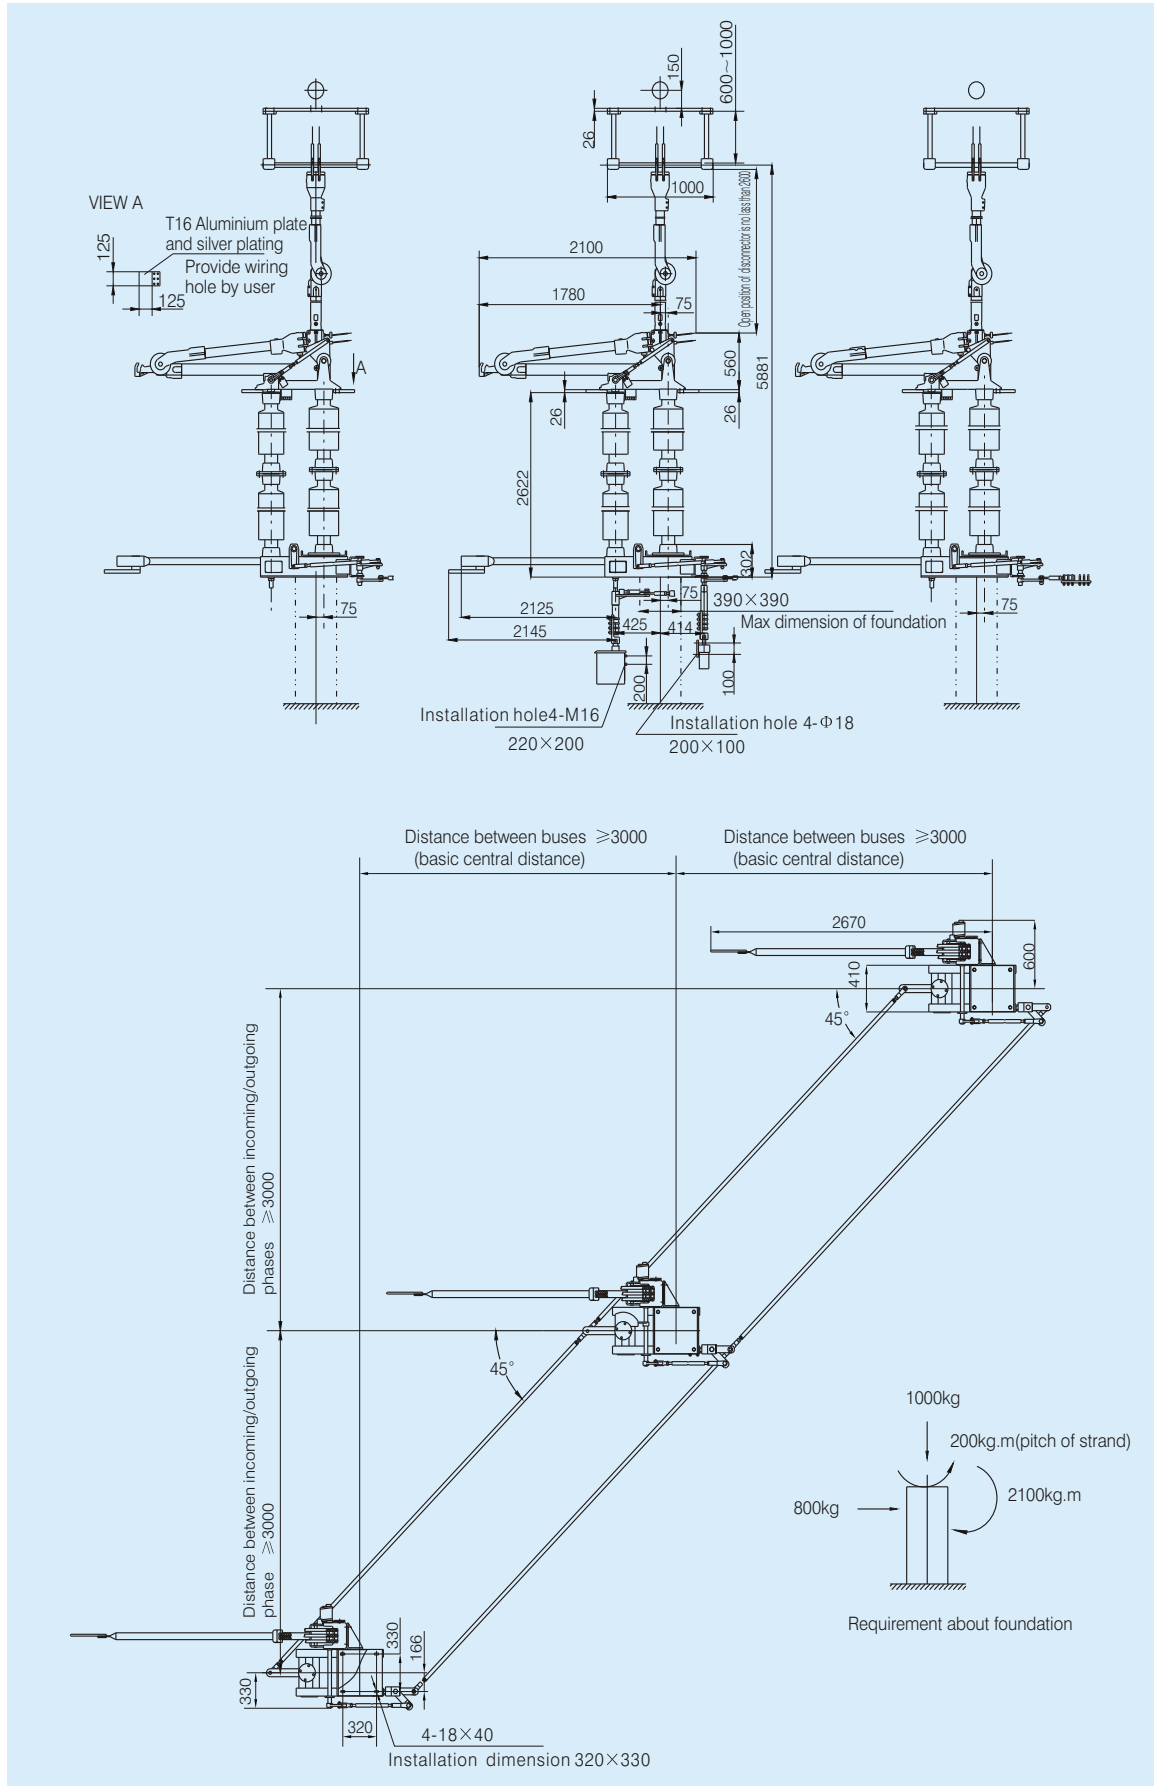 150
600~1000
26
1000
VIEW A
T16 Aluminium plate
and silver plating
Provide wiring
hole by user
125
125
Open position of disconnector is no lass than 2600
2100
1780
75
560
5881
A
26
26
2622
302
75
75
75
390×390
Max dimension of foundation
2125
425
414
2145
200
100
Installation hole4-M16
220×200
Installation hole 4-Φ18
200×100
Distance between buses ≥3000
(basic central distance)
Distance between buses ≥3000
(basic central distance)
2670
600
410
45°
Distance between incoming/outgoing
phases ≥3000
45°
Distance between incoming/outgoing
phase ≥3000
1000kg
200kg.m(pitch of strand)
2100kg.m
800kg
Requirement about foundation
330
166
330
320
4-18×40
Installation dimension 320×330